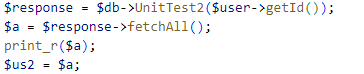 $response = $db->UnitTest2($user->getId());
$a = $response->fetchAll();
print_r($a);
$us2 = $a;